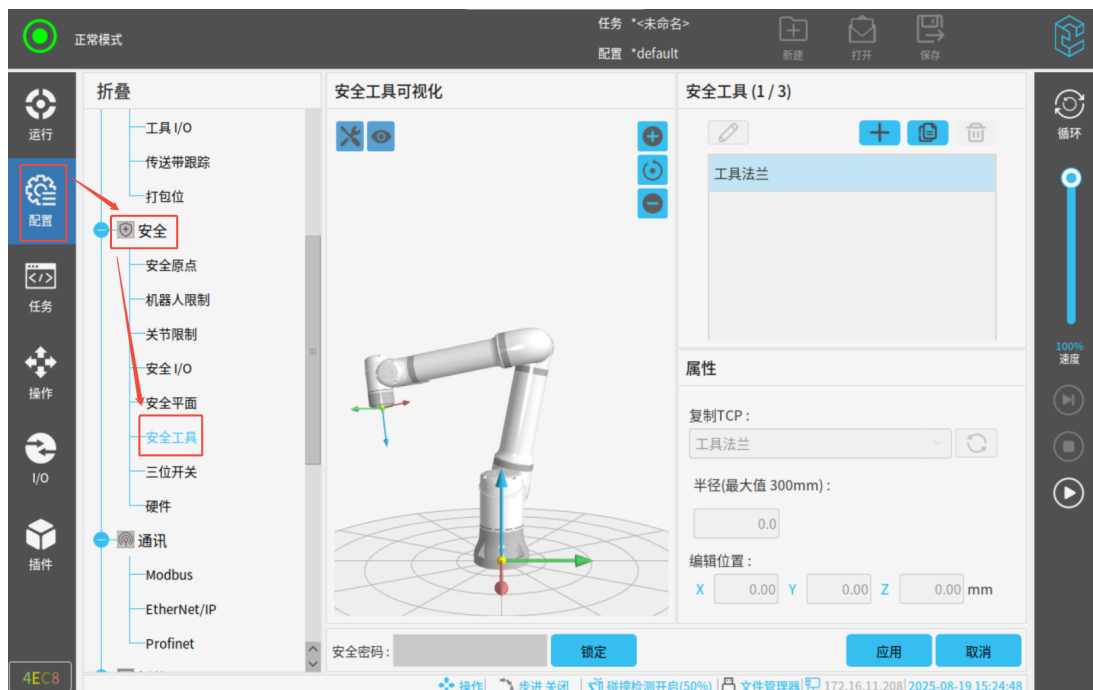 正常模式
任务 *<未命名>
配置 *default
新建
打开
保存
运行
配置
任务
操作
I/O
插件
4EC8
折叠
工具 I/O
传送带跟踪
打包位
安全
安全原点
机器人限制
关节限制
安全 I/O
安全平面
安全工具
三位开关
硬件
通讯
Modbus
EtherNet/IP
Profinet
安全工具可视化
安全工具 (1 / 3)
工具法兰
属性
复制TCP :
工具法兰
半径(最大值 300mm) :
0.0
编辑位置 :
X 0.00 Y 0.00 Z 0.00 mm
安全密码 :
锁定
应用
取消
循环
100%
速度
操作 步进 关闭 碰撞检测开启(50%) 文件管理器 172.16.11.208 2025-08-19 15:24:48